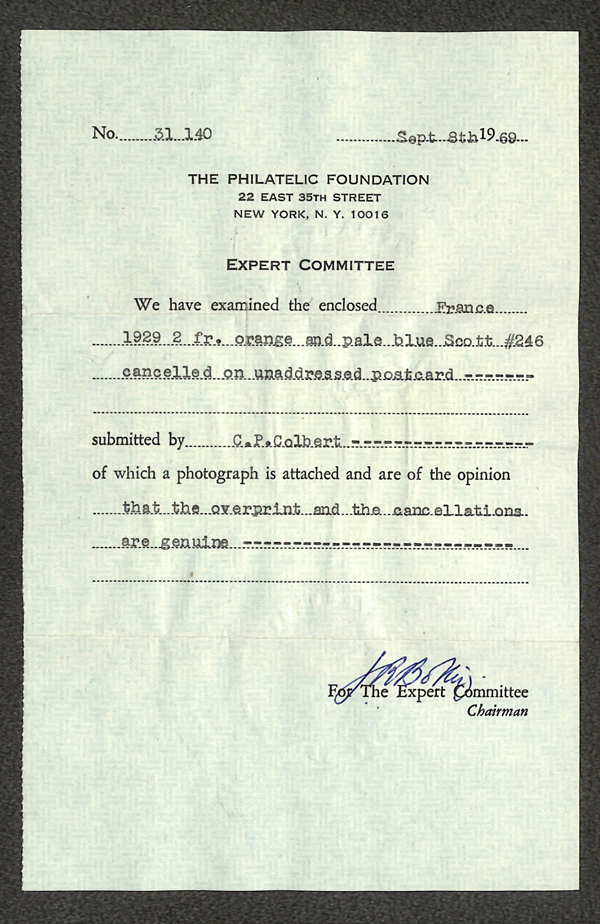 No. 31 140 Sept 8th 1969
THE PHILATELIC FOUNDATION
22 EAST 35TH STREET
NEW YORK, N. Y. 10016
EXPERT COMMITTEE
We have examined the enclosed France
1929 2 fr. orange and pale blue Scott #246
cancelled on unaddressed postcard -------
submitted by C.P.Colbert ------------------
of which a photograph is attached and are of the opinion
that the overprint and the cancellations
are genuine ---------------------------
For The Expert Committee
Chairman